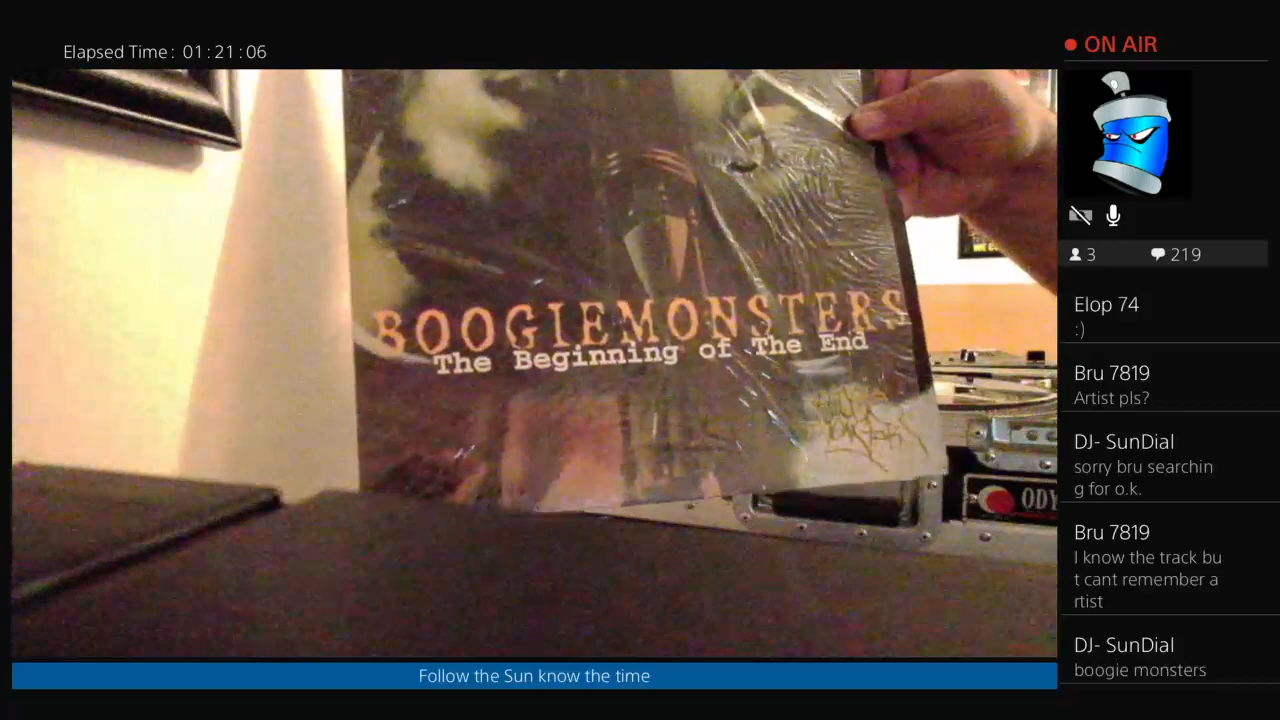 Elapsed Time: 01:21:06
ON AIR
BOOGIEMONSTERS
The Beginning of The End
ODY
3
219
Elop 74
:)
Bru 7819
Artist pls?
DJ- SunDial
sorry bru searchin
g for o.k.
Bru 7819
I know the track bu
t cant remember a
rtist
DJ- SunDial
boogie monsters
Follow the Sun know the time